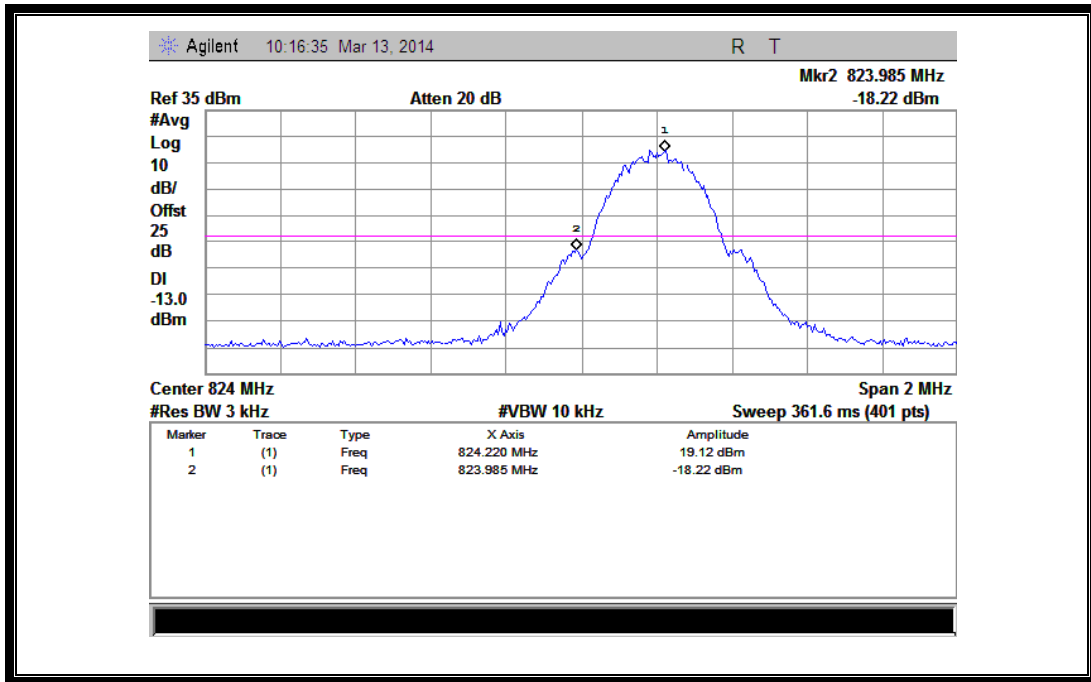 Agilent 10:16:35 Mar 13, 2014 R T
Mkr2 823.985 MHz
Ref 35 dBm Atten 20 dB -18.22 dBm
#Avg
Log
10
dB/
Offst
25
dB
DI
-13.0
dBm
1
2
Center 824 MHz Span 2 MHz
#Res BW 3 kHz #VBW 10 kHz Sweep 361.6 ms (401 pts)
Marker Trace Type X Axis Amplitude
1 (1) Freq 824.220 MHz 19.12 dBm
2 (1) Freq 823.985 MHz -18.22 dBm